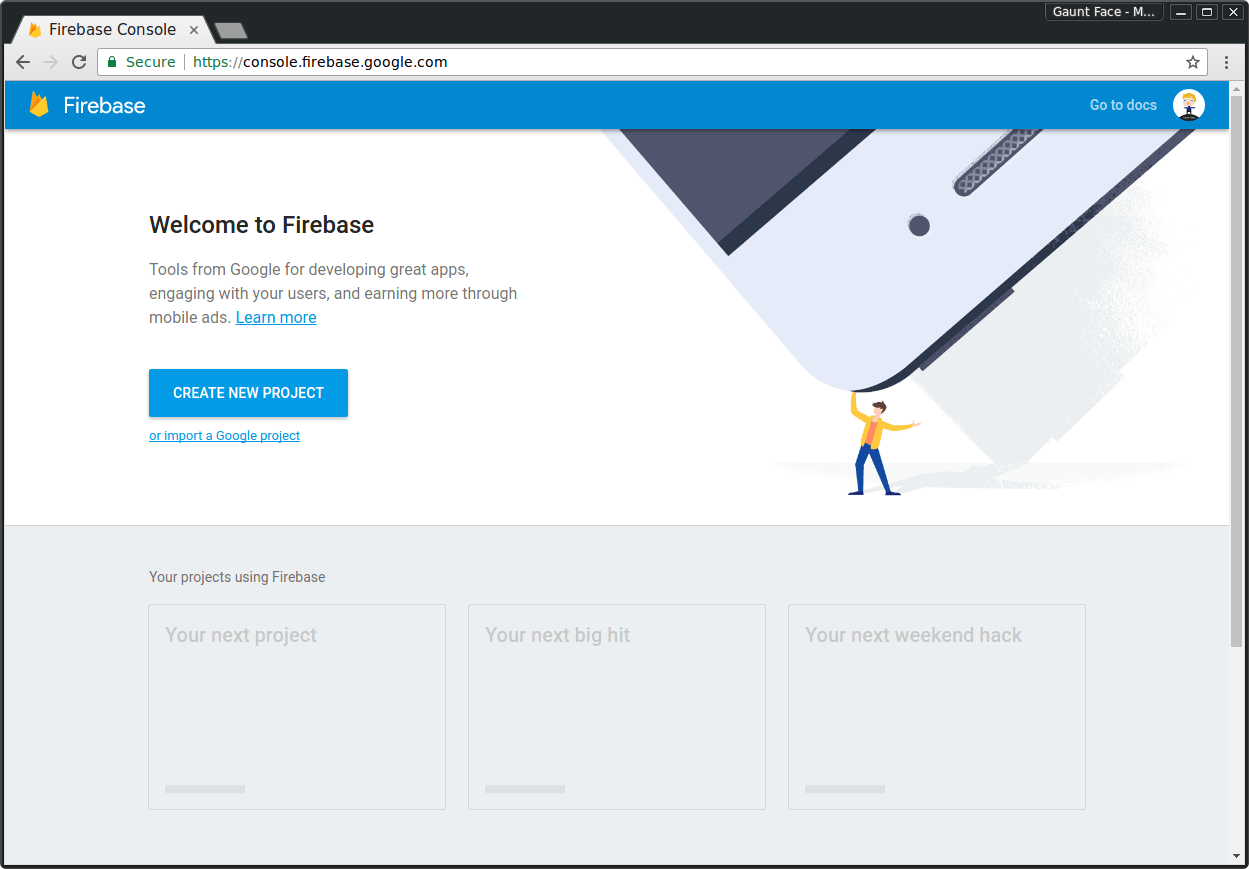 Gaunt Face - M...
Firebase Console
Secure
https://console.firebase.google.com
Firebase
Go to docs
Welcome to Firebase
Tools from Google for developing great apps,
engaging with your users, and earning more through
mobile ads. Learn more
CREATE NEW PROJECT
or import a Google project
Your projects using Firebase
Your next project
Your next big hit
Your next weekend hack